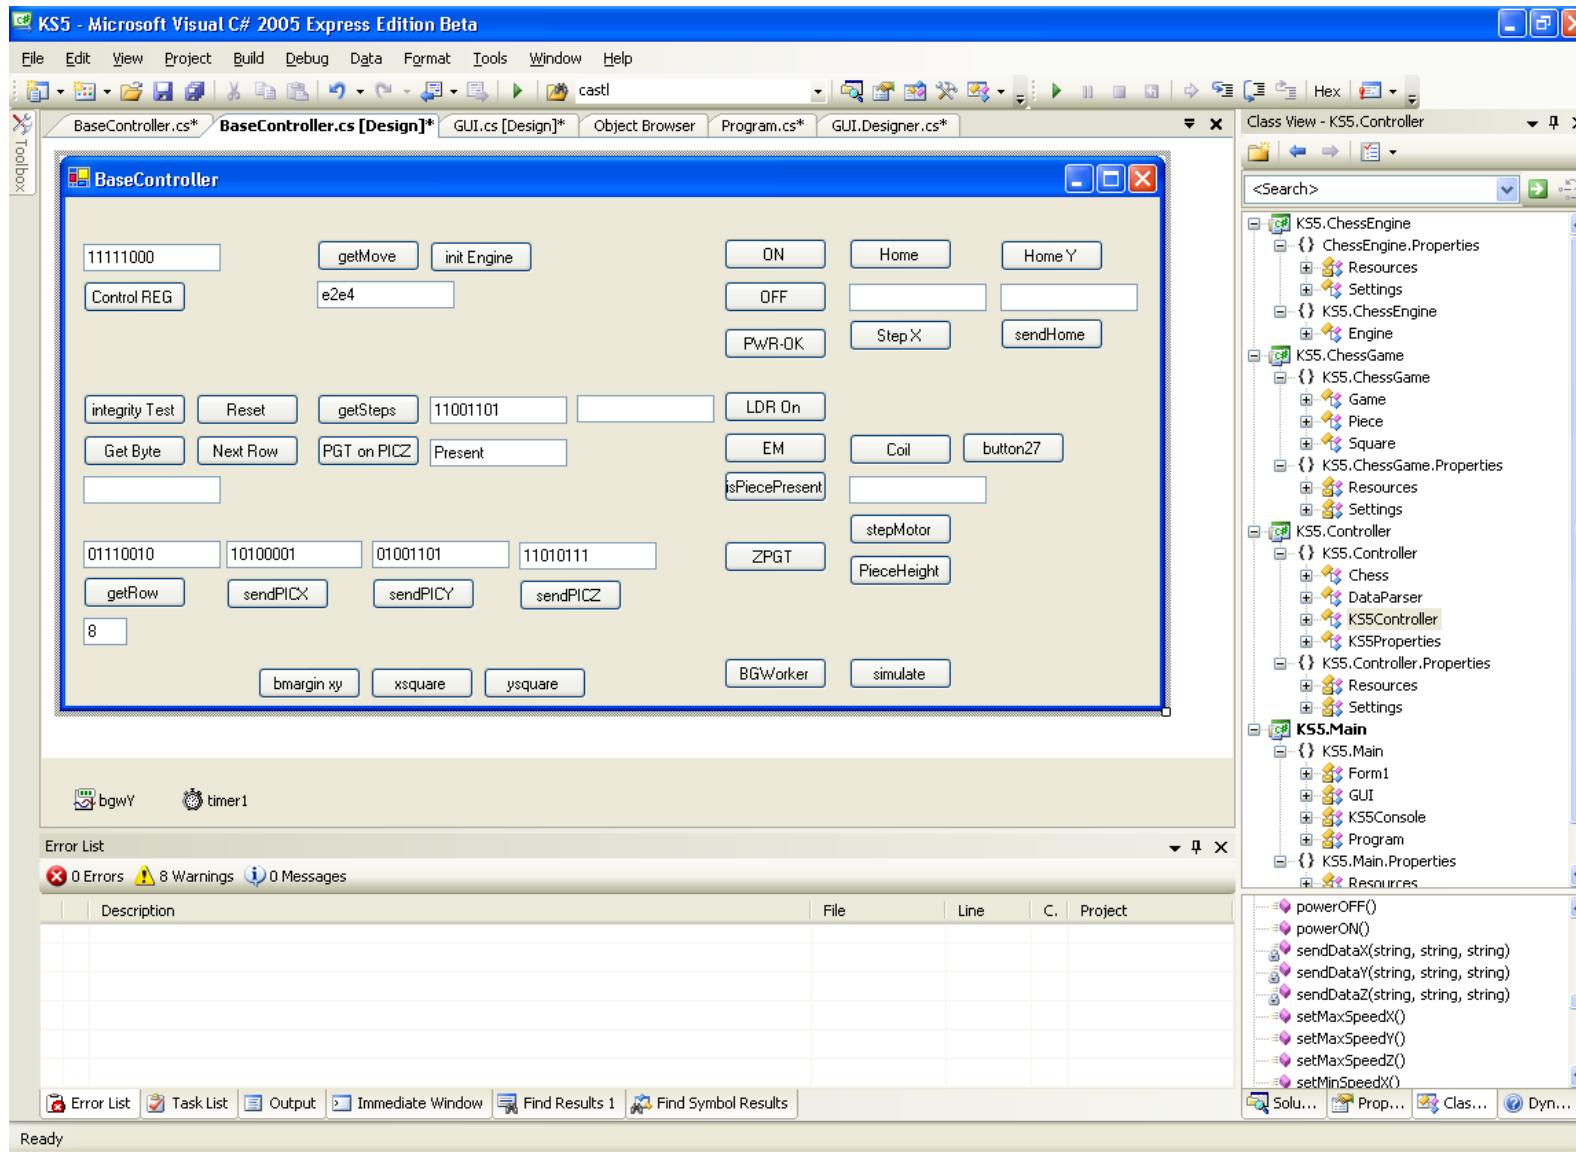 KS5 - Microsoft Visual C# 2005 Express Edition Beta
File Edit View Project Build Debug Data Format Tools Window Help
castl Hex
Toolbox
BaseController.cs* BaseController.cs [Design]* GUI.cs [Design]* Object Browser Program.cs* GUI.Designer.cs*
BaseController
11111000 getMove init Engine ON Home Home Y
Control REG e2e4 OFF
PWR-OK Step X sendHome
integrity Test Reset getSteps 11001101 LDR On
Get Byte Next Row PGT on PICZ Present EM Coil button27
isPiecePresent
stepMotor
01110010 10100001 01001101 11010111 ZPGT PieceHeight
getRow sendPICX sendPICY sendPICZ
8
bmargin xy xsquare ysquare BGWorker simulate
bgwY timer1
Error List
0 Errors 8 Warnings 0 Messages
Description File Line C. Project
Error List Task List Output Immediate Window Find Results 1 Find Symbol Results
Ready
Class View - KS5.Controller
<Search>
KS5.ChessEngine
{} ChessEngine.Properties
Resources
Settings
{} KS5.ChessEngine
Engine
KS5.ChessGame
{} KS5.ChessGame
Game
Piece
Square
{} KS5.ChessGame.Properties
Resources
Settings
KS5.Controller
{} KS5.Controller
Chess
DataParser
KS5Controller
KS5Properties
{} KS5.Controller.Properties
Resources
Settings
KS5.Main
{} KS5.Main
Form1
GUI
KS5Console
Program
{} KS5.Main.Properties
Resources
powerOFF()
powerON()
sendDataX(string, string, string)
sendDataY(string, string, string)
sendDataZ(string, string, string)
setMaxSpeedX()
setMaxSpeedY()
setMaxSpeedZ()
setMinSpeedX()
Solu... Prop... Clas... Dyn...